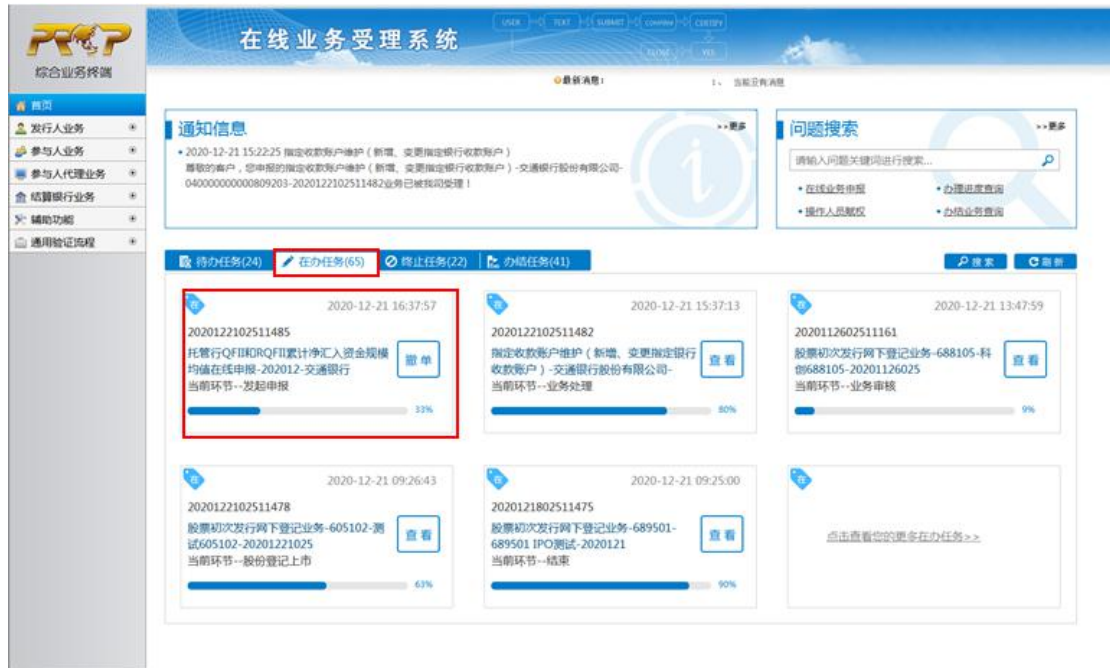 PROP
综合业务终端
在线业务受理系统
USER
TEXT
SUBMIT
CERTIFY
CLOSE
YES
最新消息：
1、 当前没有消息
首页
发行人业务
参与人业务
参与人代理业务
结算银行业务
辅助功能
通用验证流程
通知信息
>>更多
• 2020-12-21 15:22:25 指定收款账户维护（新增、变更指定银行收款账户）
尊敬的客户，您申报的指定收款账户维护（新增、变更指定银行收款账户）-交通银行股份有限公司-
040000000000809203-2020122102511482业务已被我司受理！
问题搜索
>>更多
请输入问题关键词进行搜索...
• 在线业务申报
• 办理进度查询
• 操作人员赋权
• 办结业务查询
待办任务(24)
在办任务(65)
终止任务(22)
办结任务(41)
搜索
刷新
在
2020-12-21 16:37:57
2020122102511485
托管行QFII和RQFII累计净汇入资金规模
均值在线申报-202012-交通银行
撤单
当前环节--发起申报
33%
在
2020-12-21 15:37:13
2020122102511482
指定收款账户维护（新增、变更指定银行
收款账户）-交通银行股份有限公司-
查看
当前环节--业务处理
80%
在
2020-12-21 13:47:59
2020112602511161
股票初次发行网下登记业务-688105-科
创688105-20201126025
查看
当前环节--业务审核
9%
在
2020-12-21 09:26:43
2020122102511478
股票初次发行网下登记业务-605102-测
试605102-20201221025
查看
当前环节--股份登记上市
63%
在
2020-12-21 09:25:00
2020121802511475
股票初次发行网下登记业务-689501-
689501 IPO测试-2020121
查看
当前环节--结束
90%
在
点击查看您的更多在办任务>>